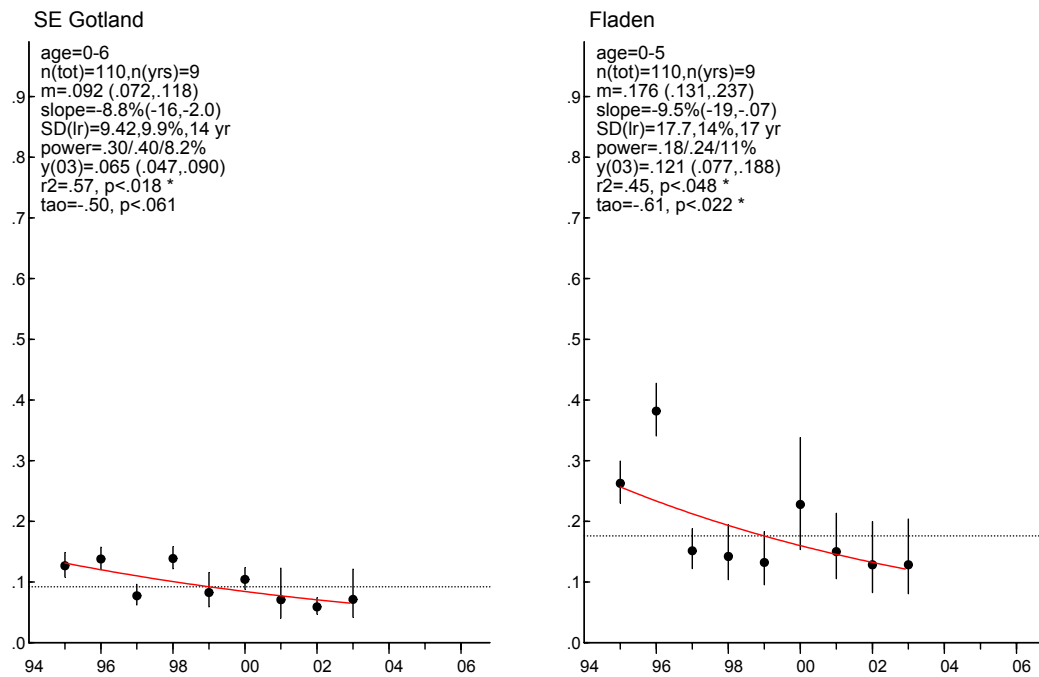 SE Gotland
age=0-6
n(tot)=110,n(yrs)=9
m=.092 (.072,.118)
slope=-8.8%(-16,-2.0)
SD(lr)=9.42,9.9%,14 yr
power=.30/.40/8.2%
y(03)=.065 (.047,.090)
r2=.57, p<.018 *
tao=-.50, p<.061
.9
.8
.7
.6
.5
.4
.3
.2
.1
.0
94 96 98 00 02 04 06
Fladen
age=0-5
n(tot)=110,n(yrs)=9
m=.176 (.131,.237)
slope=-9.5%(-19,-.07)
SD(lr)=17.7,14%,17 yr
power=.18/.24/11%
y(03)=.121 (.077,.188)
r2=.45, p<.048 *
tao=-.61, p<.022 *
.9
.8
.7
.6
.5
.4
.3
.2
.1
.0
94 96 98 00 02 04 06